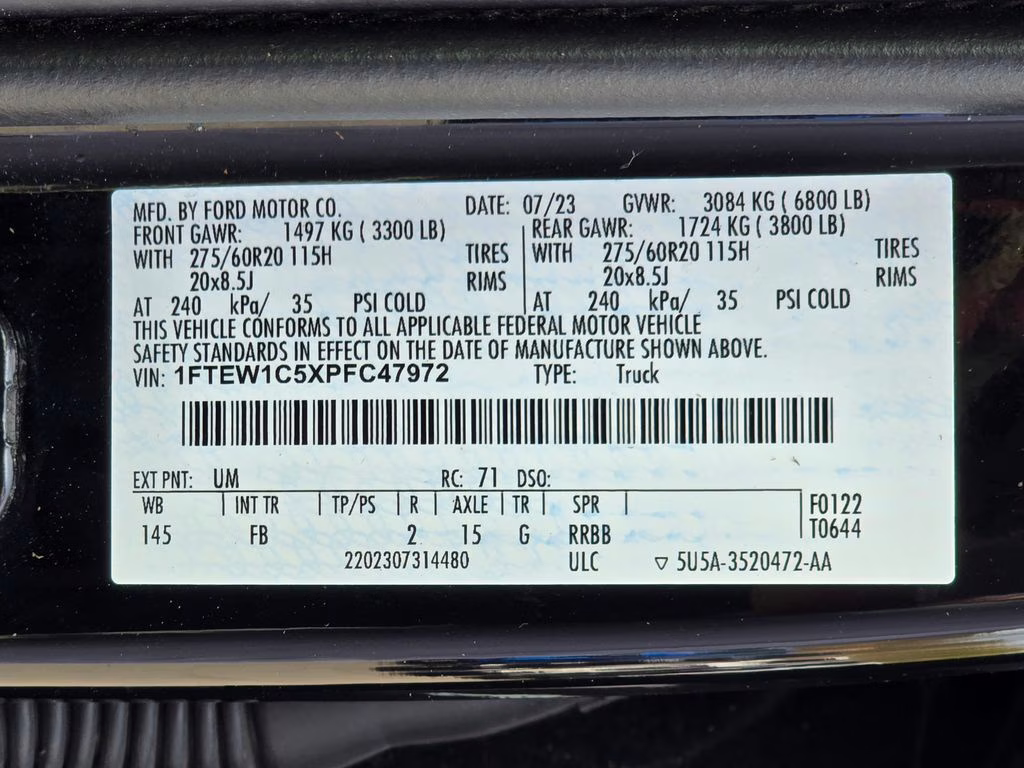 MFD. BY FORD MOTOR CO. DATE: 07/23 GVWR: 3084 KG ( 6800 LB)
FRONT GAWR: 1497 KG ( 3300 LB) REAR GAWR: 1724 KG ( 3800 LB)
WITH 275/60R20 115H TIRES WITH 275/60R20 115H TIRES
20x8.5J RIMS 20x8.5J RIMS
AT 240 kPa/ 35 PSI COLD AT 240 kPa/ 35 PSI COLD
THIS VEHICLE CONFORMS TO ALL APPLICABLE FEDERAL MOTOR VEHICLE
SAFETY STANDARDS IN EFFECT ON THE DATE OF MANUFACTURE SHOWN ABOVE.
VIN: 1FTEW1C5XPFC47972 TYPE: Truck
EXT PNT: UM RC: 71 DSO:
WB INT TR TP/PS R AXLE TR SPR F0122
145 FB 2 15 G RRBB T0644
2202307314480 ULC ▽ 5U5A-3520472-AA